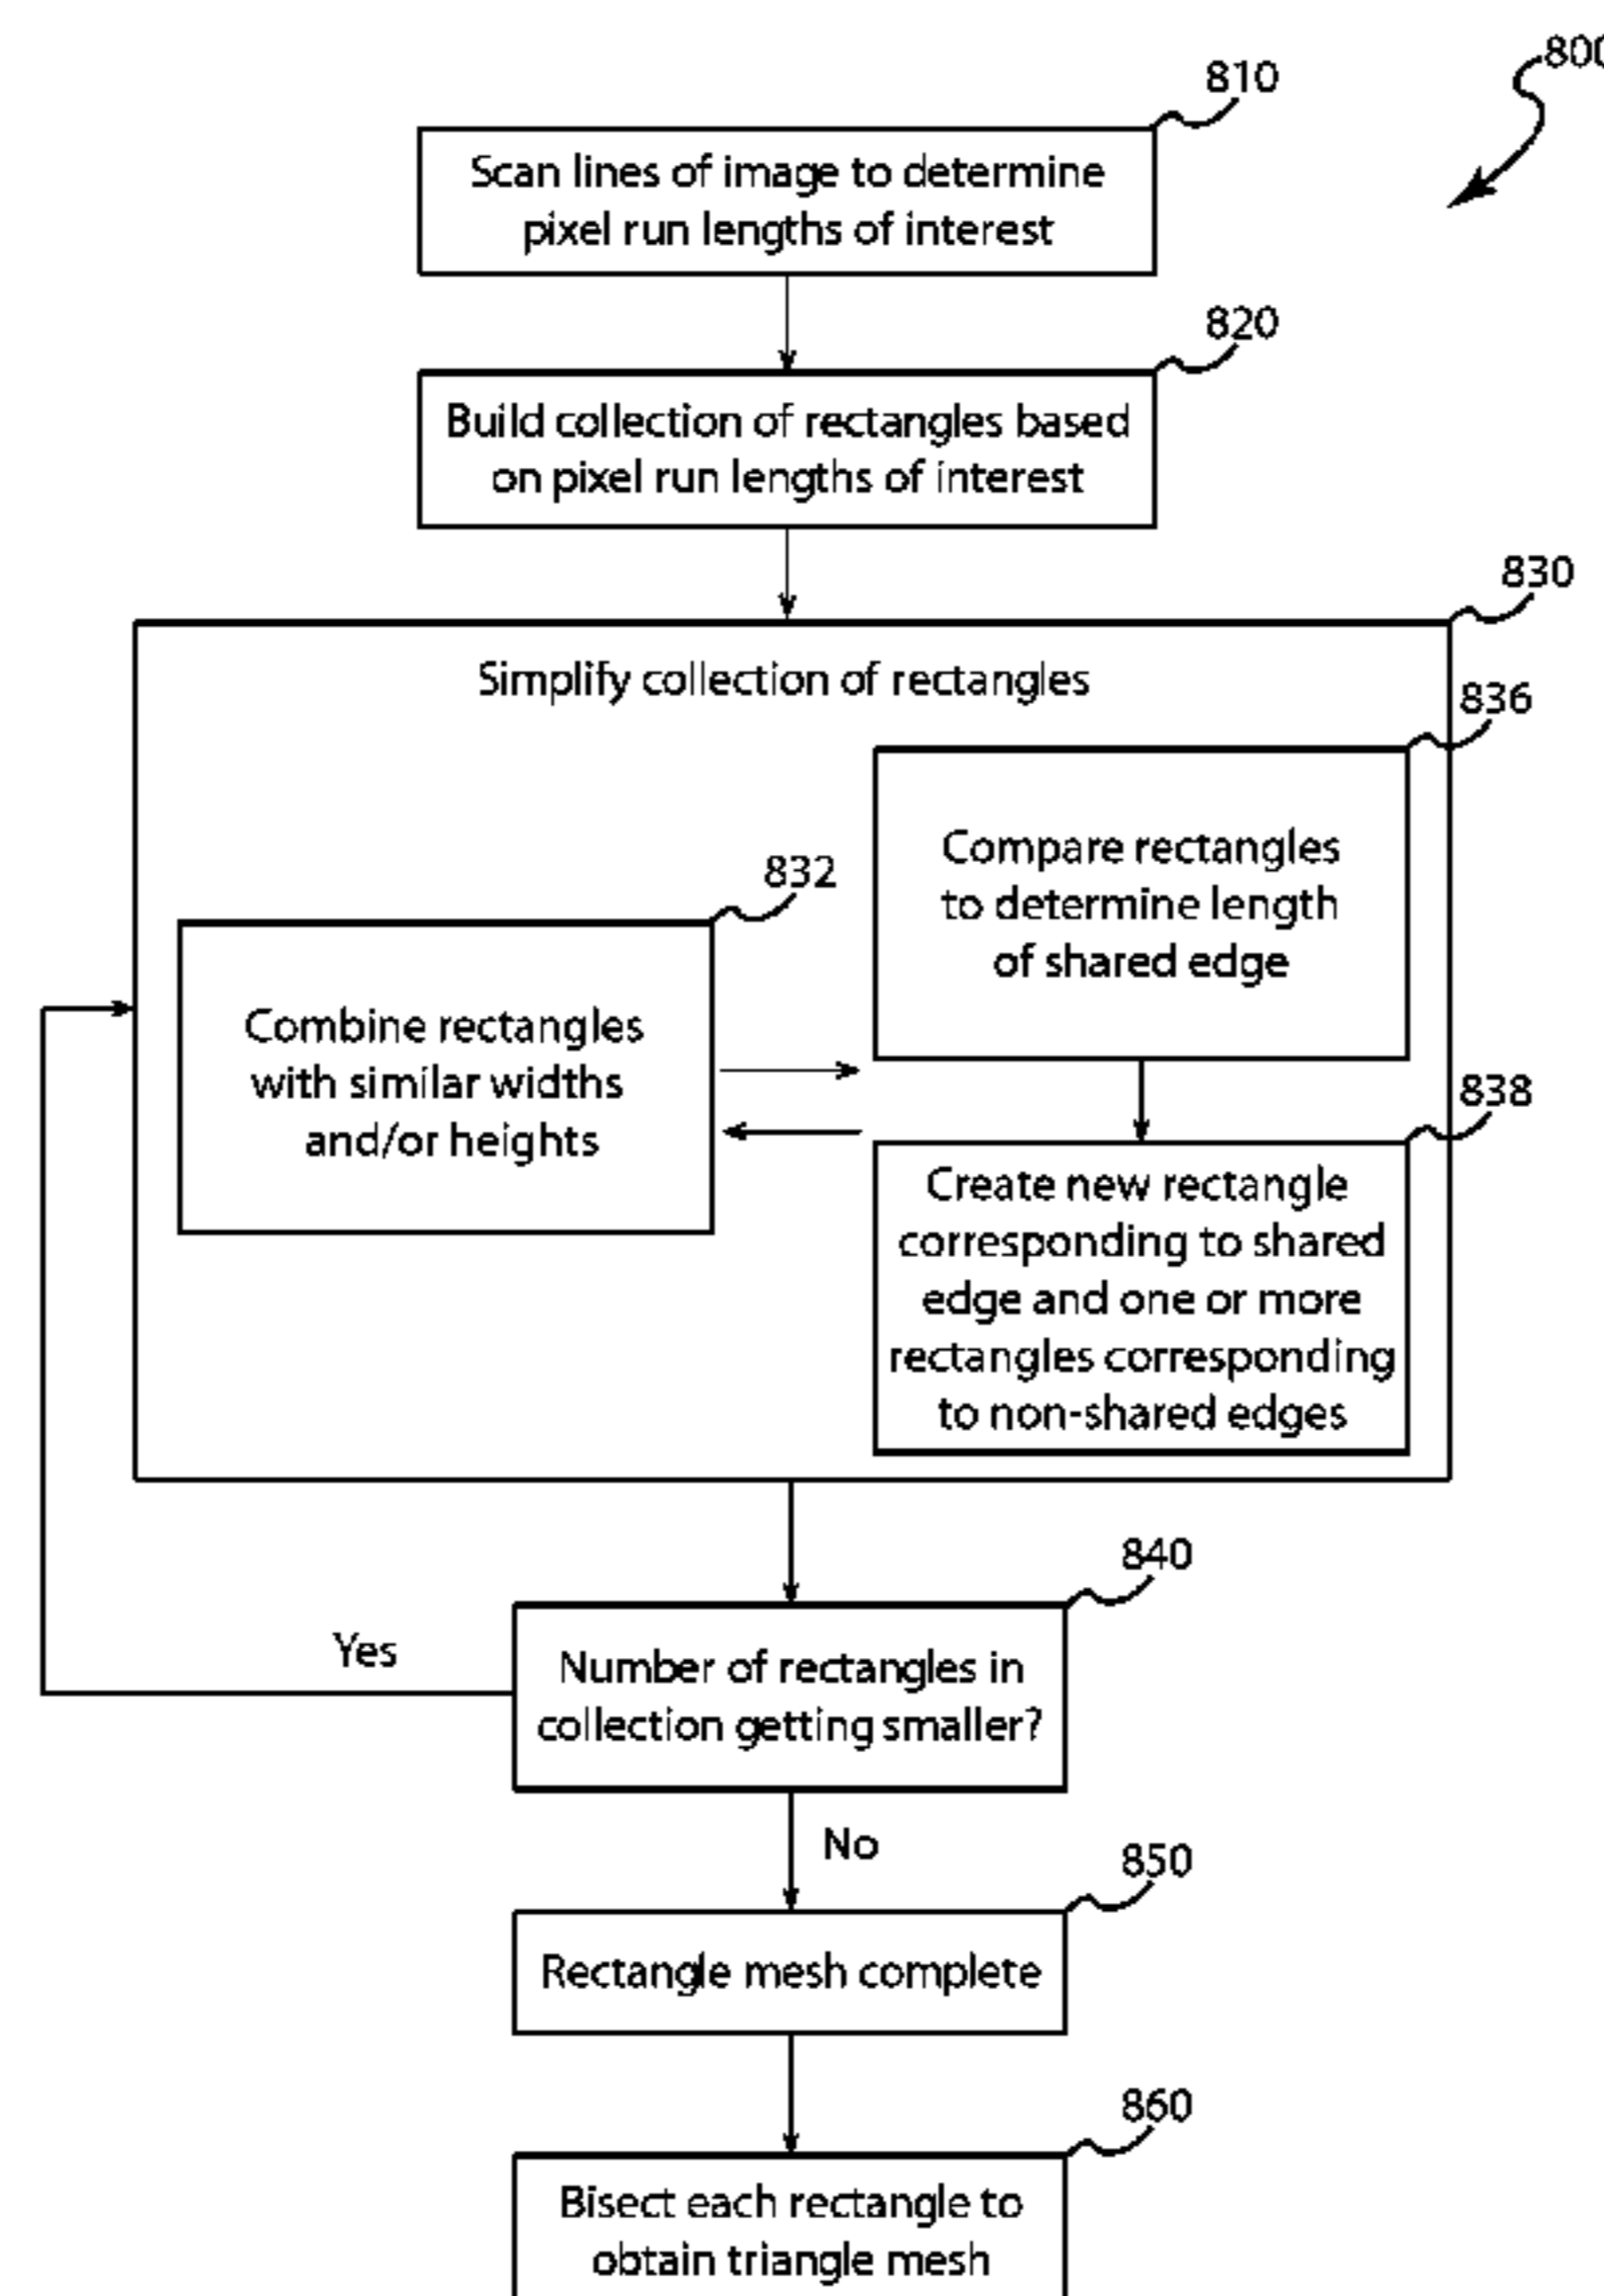 800
810
Scan lines of image to determine
pixel run lengths of interest
820
Build collection of rectangles based
on pixel run lengths of interest
830
Simplify collection of rectangles
836
Compare rectangles
to determine length
of shared edge
832
Combine rectangles
with similar widths
and/or heights
838
Create new rectangle
corresponding to shared
edge and one or more
rectangles corresponding
to non-shared edges
840
Number of rectangles in
collection getting smaller?
Yes
No
850
Rectangle mesh complete
860
Bisect each rectangle to
obtain triangle mesh